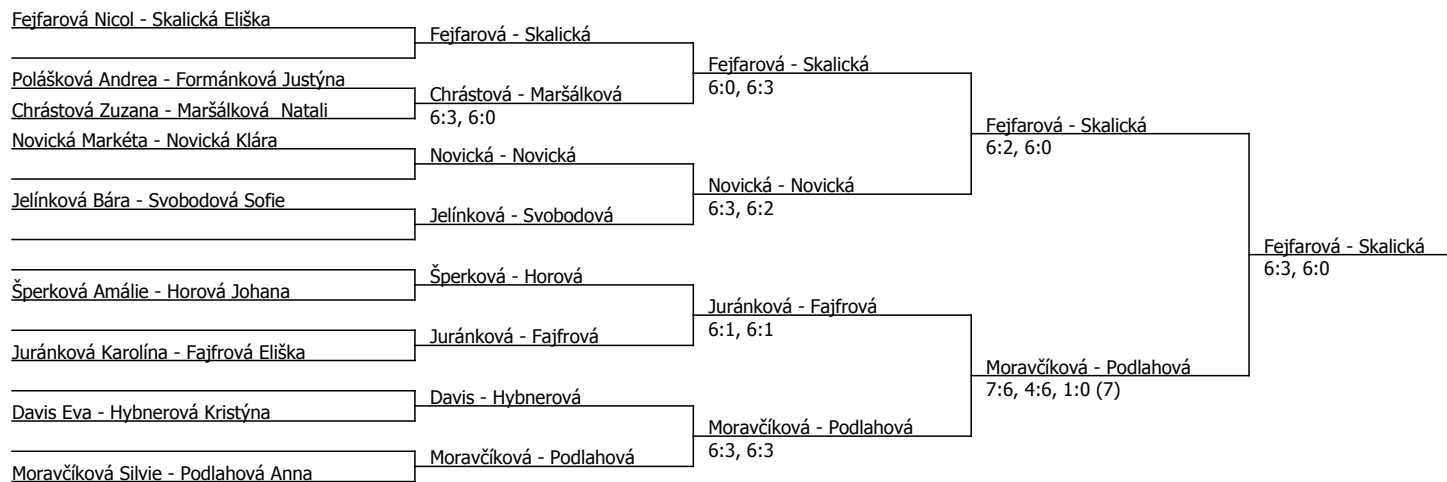 Fejfarová Nicol - Skalická Eliška
Polášková Andrea - Formánková Justýna
Chrástová Zuzana - Maršálková  Natali
Novická Markéta - Novická Klára
Jelínková Bára - Svobodová Sofie
Šperková Amálie - Horová Johana
Juránková Karolína - Fajfrová Eliška
Davis Eva - Hybnerová Kristýna
Moravčíková Silvie - Podlahová Anna
Fejfarová - Skalická
Chrástová - Maršálková
6:3, 6:0
Novická - Novická
Jelínková - Svobodová
Šperková - Horová
Juránková - Fajfrová
Davis - Hybnerová
Moravčíková - Podlahová
Fejfarová - Skalická
6:0, 6:3
Novická - Novická
6:3, 6:2
Juránková - Fajfrová
6:1, 6:1
Moravčíková - Podlahová
6:3, 6:3
Fejfarová - Skalická
6:2, 6:0
Moravčíková - Podlahová
7:6, 4:6, 1:0 (7)
Fejfarová - Skalická
6:3, 6:0